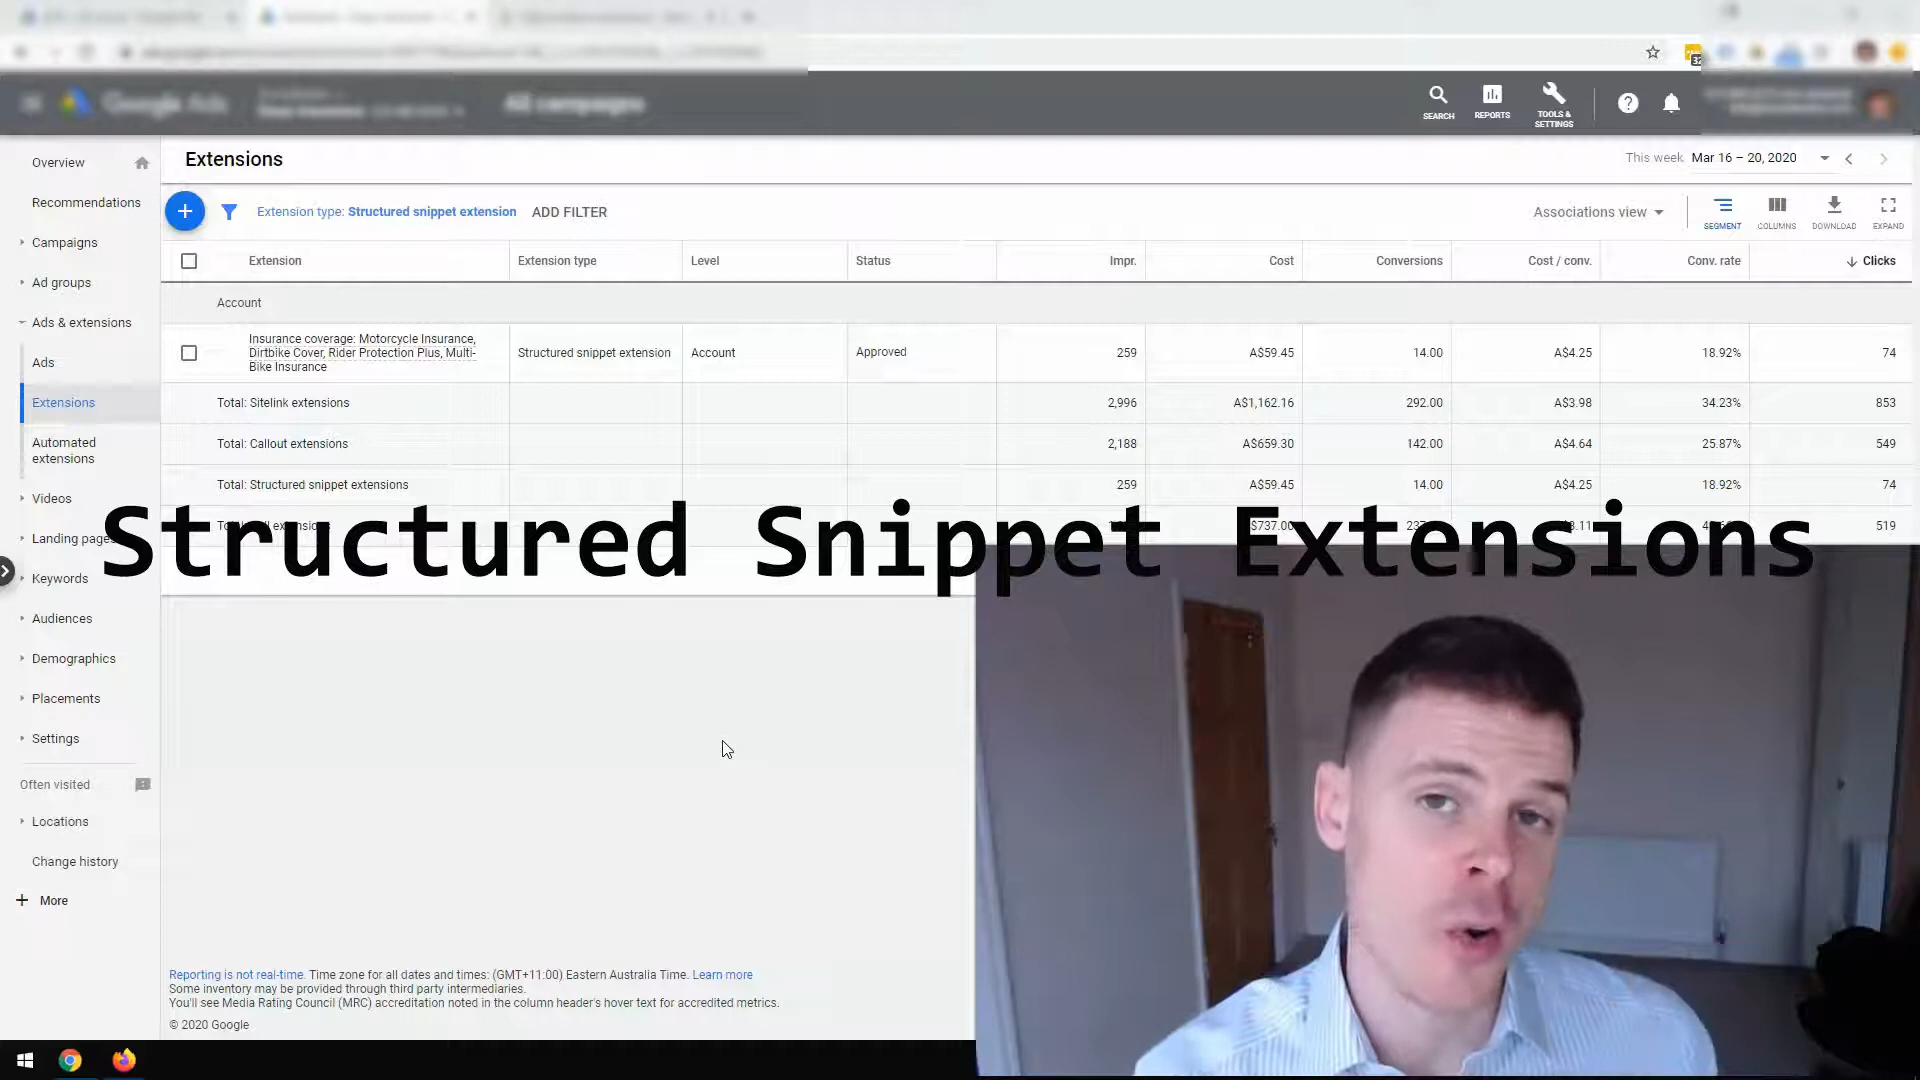 Google Ads
All campaigns
SEARCH
REPORTS
TOOLS &
SETTINGS
Overview
Recommendations
Campaigns
Ad groups
Ads & extensions
Ads
Extensions
Automated
extensions
Videos
Landing pages
Keywords
Audiences
Demographics
Placements
Settings
Often visited
Locations
Change history
More
Extensions
This week Mar 16 – 20, 2020
Extension type: Structured snippet extension ADD FILTER
Associations view
SEGMENT
COLUMNS
DOWNLOAD
EXPAND
Extension Extension type Level Status Impr. Cost Conversions Cost / conv. Conv. rate Clicks
Account
Insurance coverage: Motorcycle Insurance,
Dirtbike Cover, Rider Protection Plus, Multi-
Bike Insurance
Structured snippet extension Account Approved 259 A$59.45 14.00 A$4.25 18.92% 74
Total: Sitelink extensions 2,996 A$1,162.16 292.00 A$3.98 34.23% 853
Total: Callout extensions 2,188 A$659.30 142.00 A$4.64 25.87% 549
Total: Structured snippet extensions 259 A$59.45 14.00 A$4.25 18.92% 74
519
Structured Snippet Extensions
Reporting is not real-time. Time zone for all dates and times: (GMT+11:00) Eastern Australia Time. Learn more
Some inventory may be provided through third party intermediaries.
You'll see Media Rating Council (MRC) accreditation noted in the column header's hover text for accredited metrics.
© 2020 Google